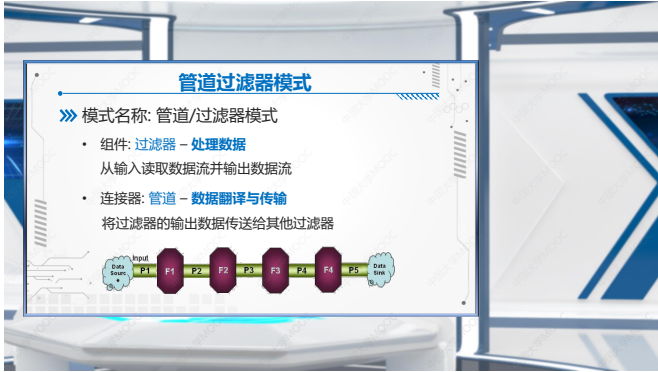 管道过滤器模式
模式名称: 管道/过滤器模式
• 组件: 过滤器 – 处理数据
从输入读取数据流并输出数据流
• 连接器: 管道 – 数据翻译与传输
将过滤器的输出数据传送给其他过滤器
Input
Data
Sourc
e
P1 F1 P2 F2 P3 F3 P4 F4 P5
Data
Sink